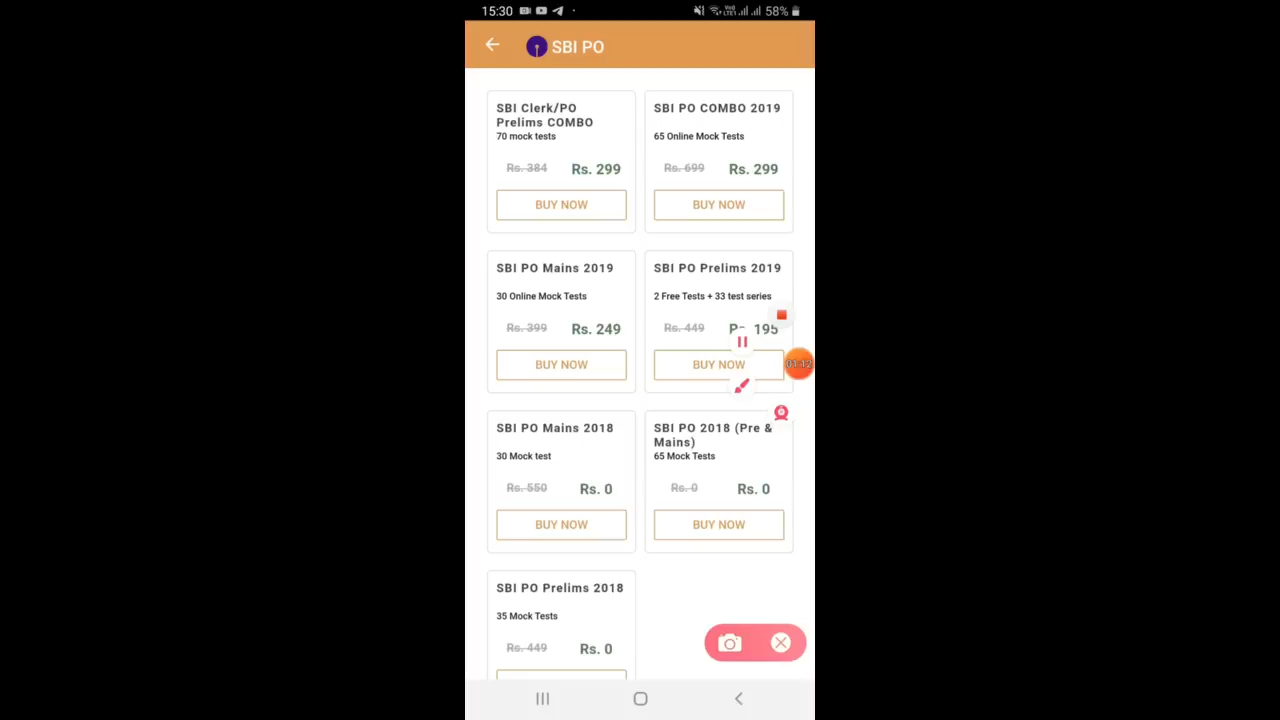 15:30 58%
SBI PO
SBI Clerk/PO
Prelims COMBO
70 mock tests
Rs. 384 Rs. 299
BUY NOW
SBI PO COMBO 2019
65 Online Mock Tests
Rs. 699 Rs. 299
BUY NOW
SBI PO Mains 2019
30 Online Mock Tests
Rs. 399 Rs. 249
BUY NOW
SBI PO Prelims 2019
2 Free Tests + 33 test series
Rs. 449 Rs. 195
BUY NOW
01:12
SBI PO Mains 2018
30 Mock test
Rs. 550 Rs. 0
BUY NOW
SBI PO 2018 (Pre &
Mains)
65 Mock Tests
Rs. 0 Rs. 0
BUY NOW
SBI PO Prelims 2018
35 Mock Tests
Rs. 449 Rs. 0